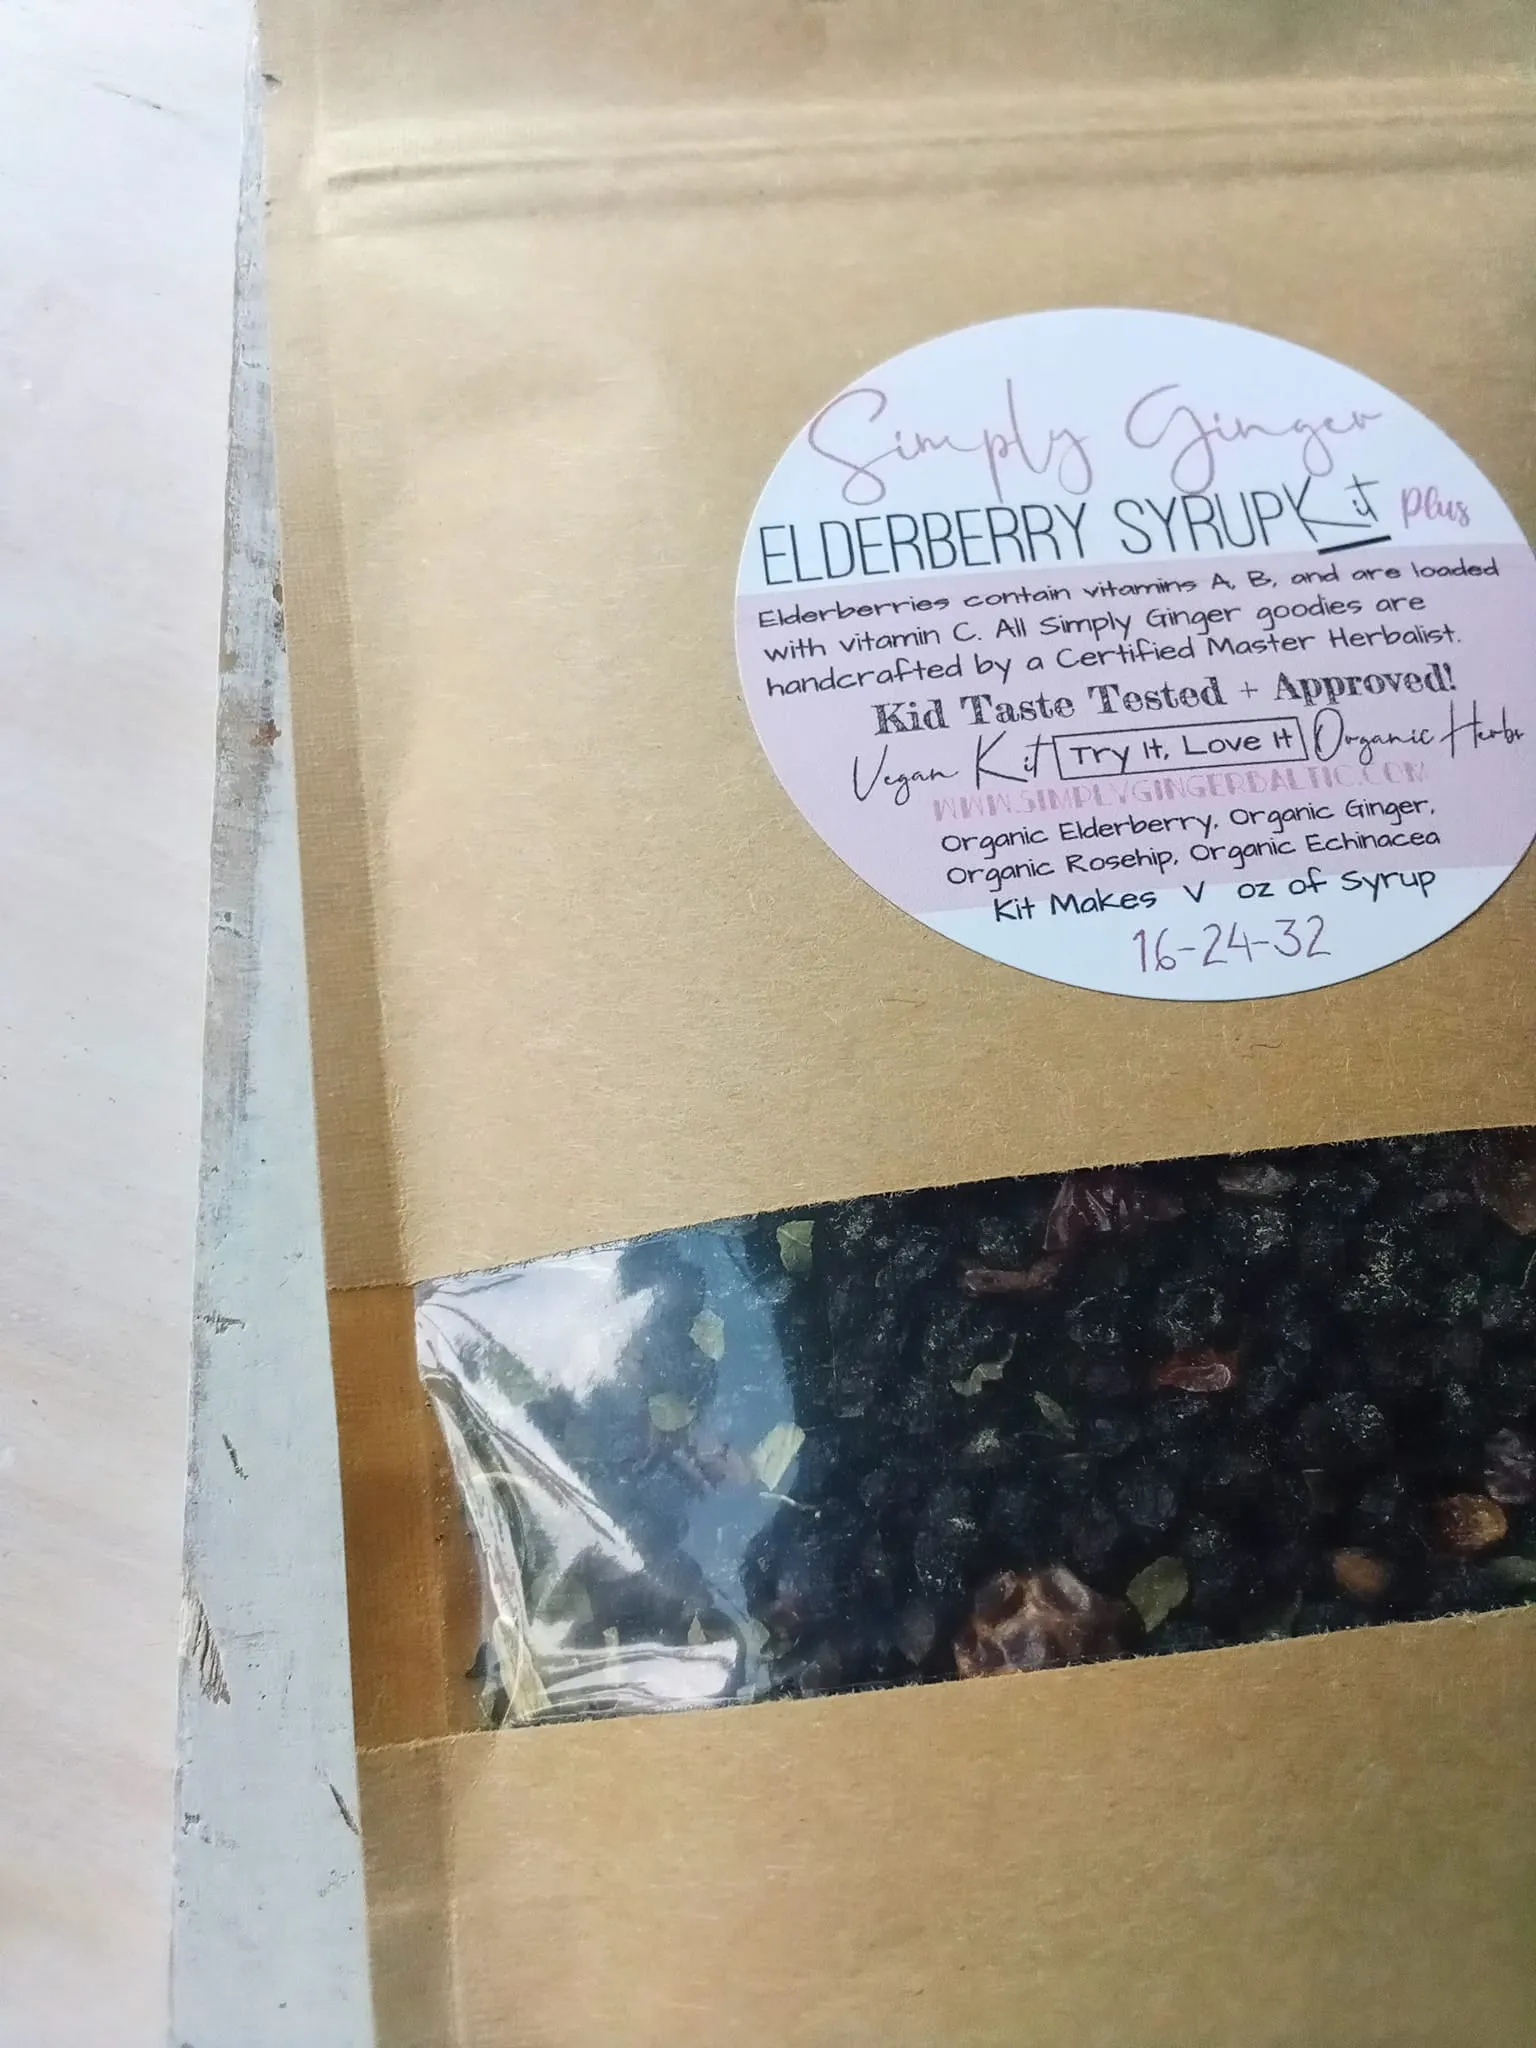 Simply Ginger
ELDERBERRY SYRUP Kit Plus
Elderberries contain vitamins A, B, and are loaded
with vitamin C. All Simply Ginger goodies are
handcrafted by a Certified Master Herbalist.
Kid Taste Tested + Approved!
Vegan Kit Try It, Love It Organic Herbs
WWW.SIMPLYGINGERBALTIC.COM
Organic Elderberry, Organic Ginger,
Organic Rosehip, Organic Echinacea
Kit Makes V oz of Syrup
16-24-32